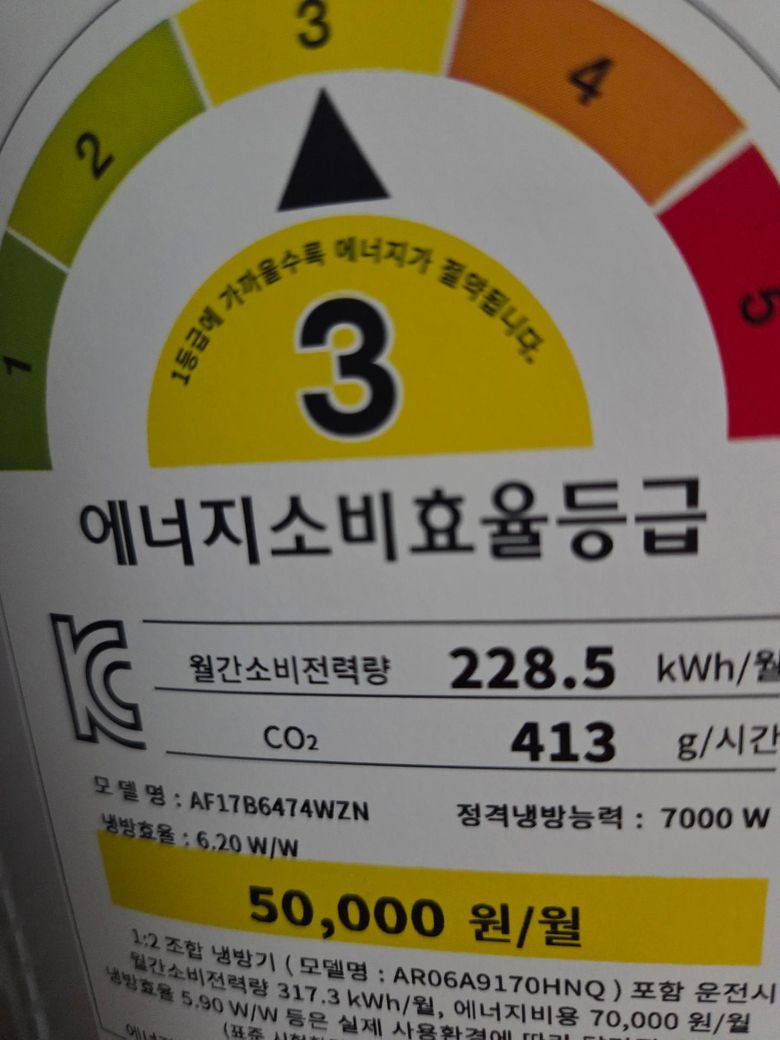 3
4
2
5
1
1등급에 가까울수록 에너지가 절약됩니다.
3
에너지소비효율등급
월간소비전력량 228.5 kWh/월
CO₂ 413 g/시간
모델명 : AF17B6474WZN 정격냉방능력 : 7000 W
냉방효율 : 6.20 W/W
50,000 원/월
1:2 조합 냉방기 ( 모델명 : AR06A9170HNQ ) 포함 운전시
월간소비전력량 317.3 kWh/월, 에너지비용 70,000 원/월
냉방효율 5.90 W/W 등은 실제 사용환경에 따라